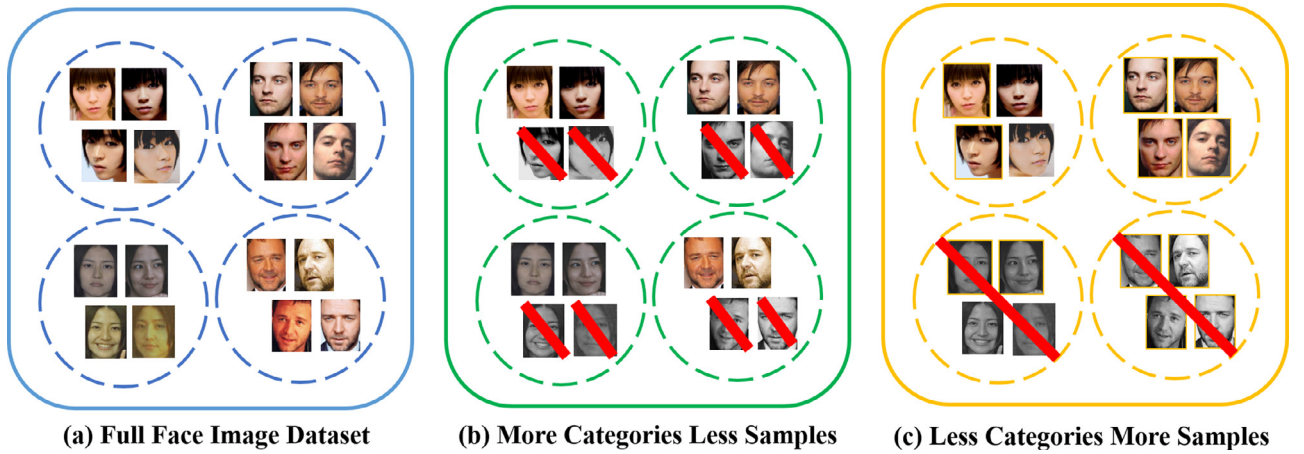 (a) Full Face Image Dataset
(b) More Categories Less Samples
(c) Less Categories More Samples